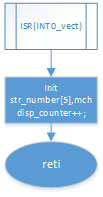 ISR(INT0_vect)
Init
str_number[5],mch
disp_counter++;
reti